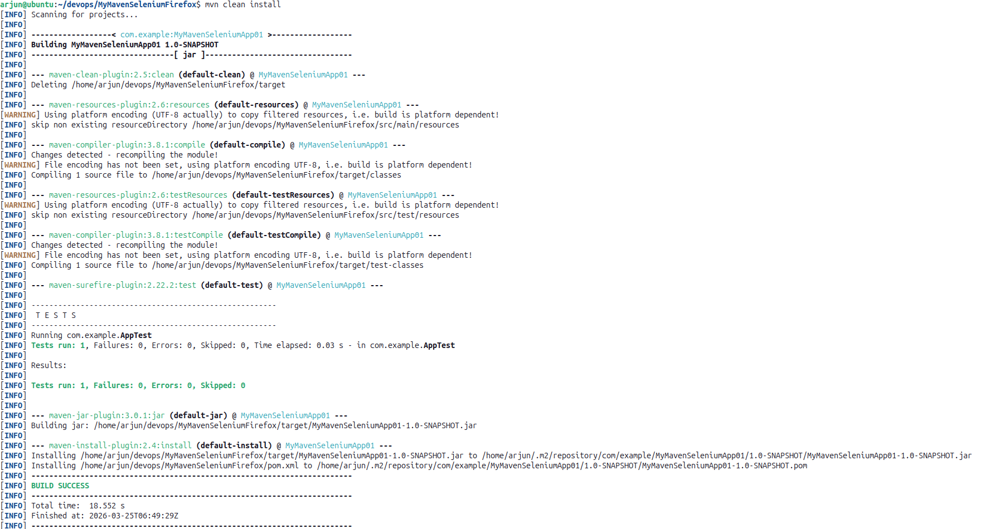 arjun@ubuntu:~/devops/MyMavenSeleniumFirefox$ mvn clean install
[INFO] Scanning for projects...
[INFO]
[INFO] ------------------< com.example:MyMavenSeleniumApp01 >------------------
[INFO] Building MyMavenSeleniumApp01 1.0-SNAPSHOT
[INFO] --------------------------------[ jar ]---------------------------------
[INFO]
[INFO] --- maven-clean-plugin:2.5:clean (default-clean) @ MyMavenSeleniumApp01 ---
[INFO] Deleting /home/arjun/devops/MyMavenSeleniumFirefox/target
[INFO]
[INFO] --- maven-resources-plugin:2.6:resources (default-resources) @ MyMavenSeleniumApp01 ---
[WARNING] Using platform encoding (UTF-8 actually) to copy filtered resources, i.e. build is platform dependent!
[INFO] skip non existing resourceDirectory /home/arjun/devops/MyMavenSeleniumFirefox/src/main/resources
[INFO]
[INFO] --- maven-compiler-plugin:3.8.1:compile (default-compile) @ MyMavenSeleniumApp01 ---
[INFO] Changes detected - recompiling the module!
[WARNING] File encoding has not been set, using platform encoding UTF-8, i.e. build is platform dependent!
[INFO] Compiling 1 source file to /home/arjun/devops/MyMavenSeleniumFirefox/target/classes
[INFO]
[INFO] --- maven-resources-plugin:2.6:testResources (default-testResources) @ MyMavenSeleniumApp01 ---
[WARNING] Using platform encoding (UTF-8 actually) to copy filtered resources, i.e. build is platform dependent!
[INFO] skip non existing resourceDirectory /home/arjun/devops/MyMavenSeleniumFirefox/src/test/resources
[INFO]
[INFO] --- maven-compiler-plugin:3.8.1:testCompile (default-testCompile) @ MyMavenSeleniumApp01 ---
[INFO] Changes detected - recompiling the module!
[WARNING] File encoding has not been set, using platform encoding UTF-8, i.e. build is platform dependent!
[INFO] Compiling 1 source file to /home/arjun/devops/MyMavenSeleniumFirefox/target/test-classes
[INFO]
[INFO] --- maven-surefire-plugin:2.22.2:test (default-test) @ MyMavenSeleniumApp01 ---
[INFO]
[INFO] -------------------------------------------------------
[INFO]  T E S T S
[INFO] -------------------------------------------------------
[INFO] Running com.example.AppTest
[INFO] Tests run: 1, Failures: 0, Errors: 0, Skipped: 0, Time elapsed: 0.03 s - in com.example.AppTest
[INFO]
[INFO] Results:
[INFO]
[INFO] Tests run: 1, Failures: 0, Errors: 0, Skipped: 0
[INFO]
[INFO]
[INFO] --- maven-jar-plugin:3.0.1:jar (default-jar) @ MyMavenSeleniumApp01 ---
[INFO] Building jar: /home/arjun/devops/MyMavenSeleniumFirefox/target/MyMavenSeleniumApp01-1.0-SNAPSHOT.jar
[INFO]
[INFO] --- maven-install-plugin:2.4:install (default-install) @ MyMavenSeleniumApp01 ---
[INFO] Installing /home/arjun/devops/MyMavenSeleniumFirefox/target/MyMavenSeleniumApp01-1.0-SNAPSHOT.jar to /home/arjun/.m2/repository/com/example/MyMavenSeleniumApp01/1.0-SNAPSHOT/MyMavenSeleniumApp01-1.0-SNAPSHOT.jar
[INFO] Installing /home/arjun/devops/MyMavenSeleniumFirefox/pom.xml to /home/arjun/.m2/repository/com/example/MyMavenSeleniumApp01/1.0-SNAPSHOT/MyMavenSeleniumApp01-1.0-SNAPSHOT.pom
[INFO] ------------------------------------------------------------------------
[INFO] BUILD SUCCESS
[INFO] ------------------------------------------------------------------------
[INFO] Total time:  18.552 s
[INFO] Finished at: 2026-03-25T06:49:29Z
[INFO] ------------------------------------------------------------------------